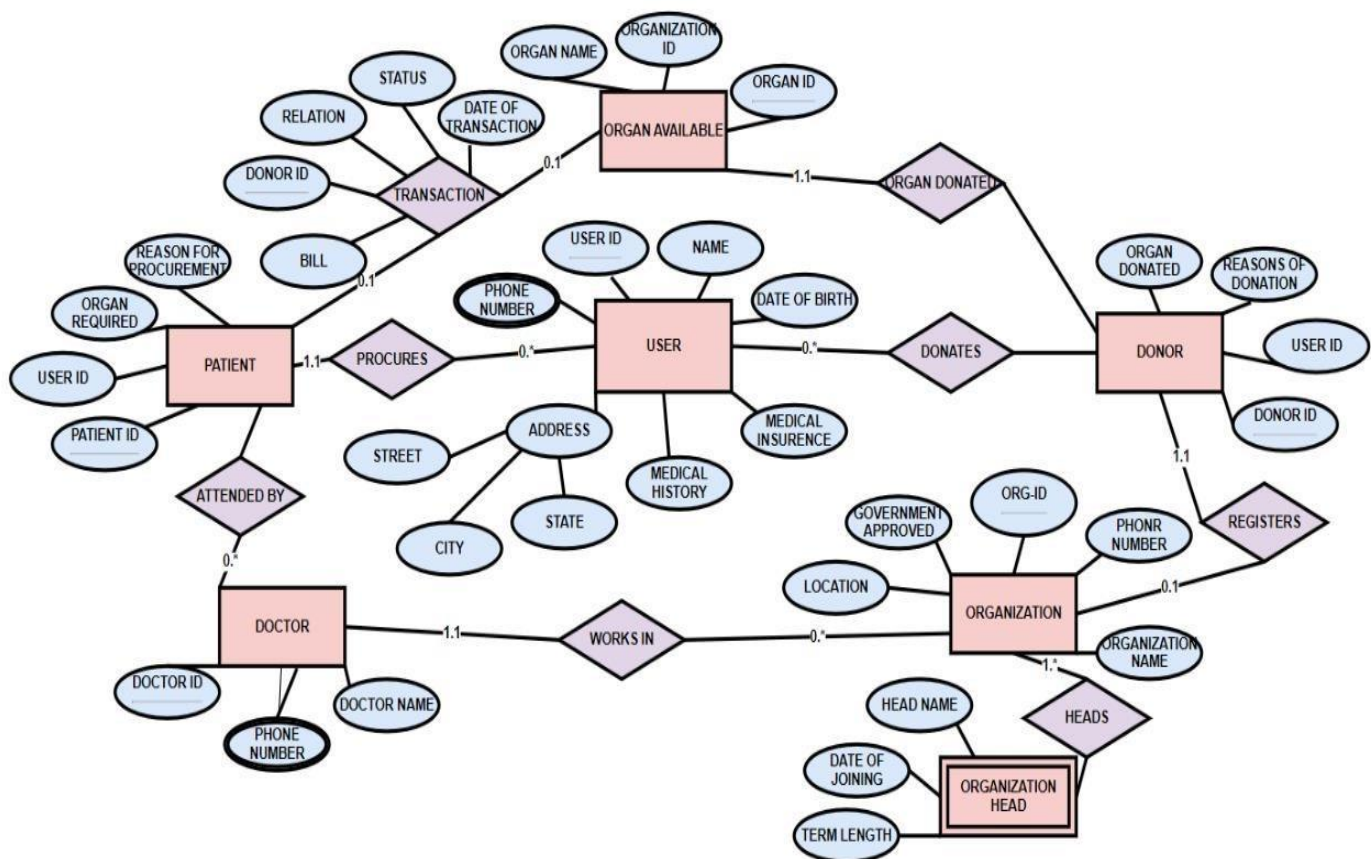 ORGANIZATION
ID
ORGAN NAME
STATUS
ORGAN ID
RELATION
DATE OF
TRANSACTION
ORGAN AVAILABLE
0.1
DONOR ID
TRANSACTION
1.1
ORGAN DONATED
REASON FOR
PROCUREMENT
BILL
0.1
USER ID
NAME
ORGAN
DONATED
REASONS OF
DONATION
ORGAN
REQUIRED
PHONE
NUMBER
DATE OF BIRTH
PATIENT
1.1
PROCURES
0.*
USER
0.*
DONATES
DONOR
USER ID
USER ID
PATIENT ID
ADDRESS
MEDICAL
INSURENCE
DONOR ID
STREET
MEDICAL
HISTORY
1.1
ATTENDED BY
STATE
CITY
GOVERNMENT
APPROVED
ORG-ID
PHONR
NUMBER
REGISTERS
0.*
LOCATION
0.1
DOCTOR
1.1
WORKS IN
0.*
ORGANIZATION
ORGANIZATION
NAME
1.*
DOCTOR ID
DOCTOR NAME
PHONE
NUMBER
HEAD NAME
HEADS
DATE OF
JOINING
ORGANIZATION
HEAD
TERM LENGTH